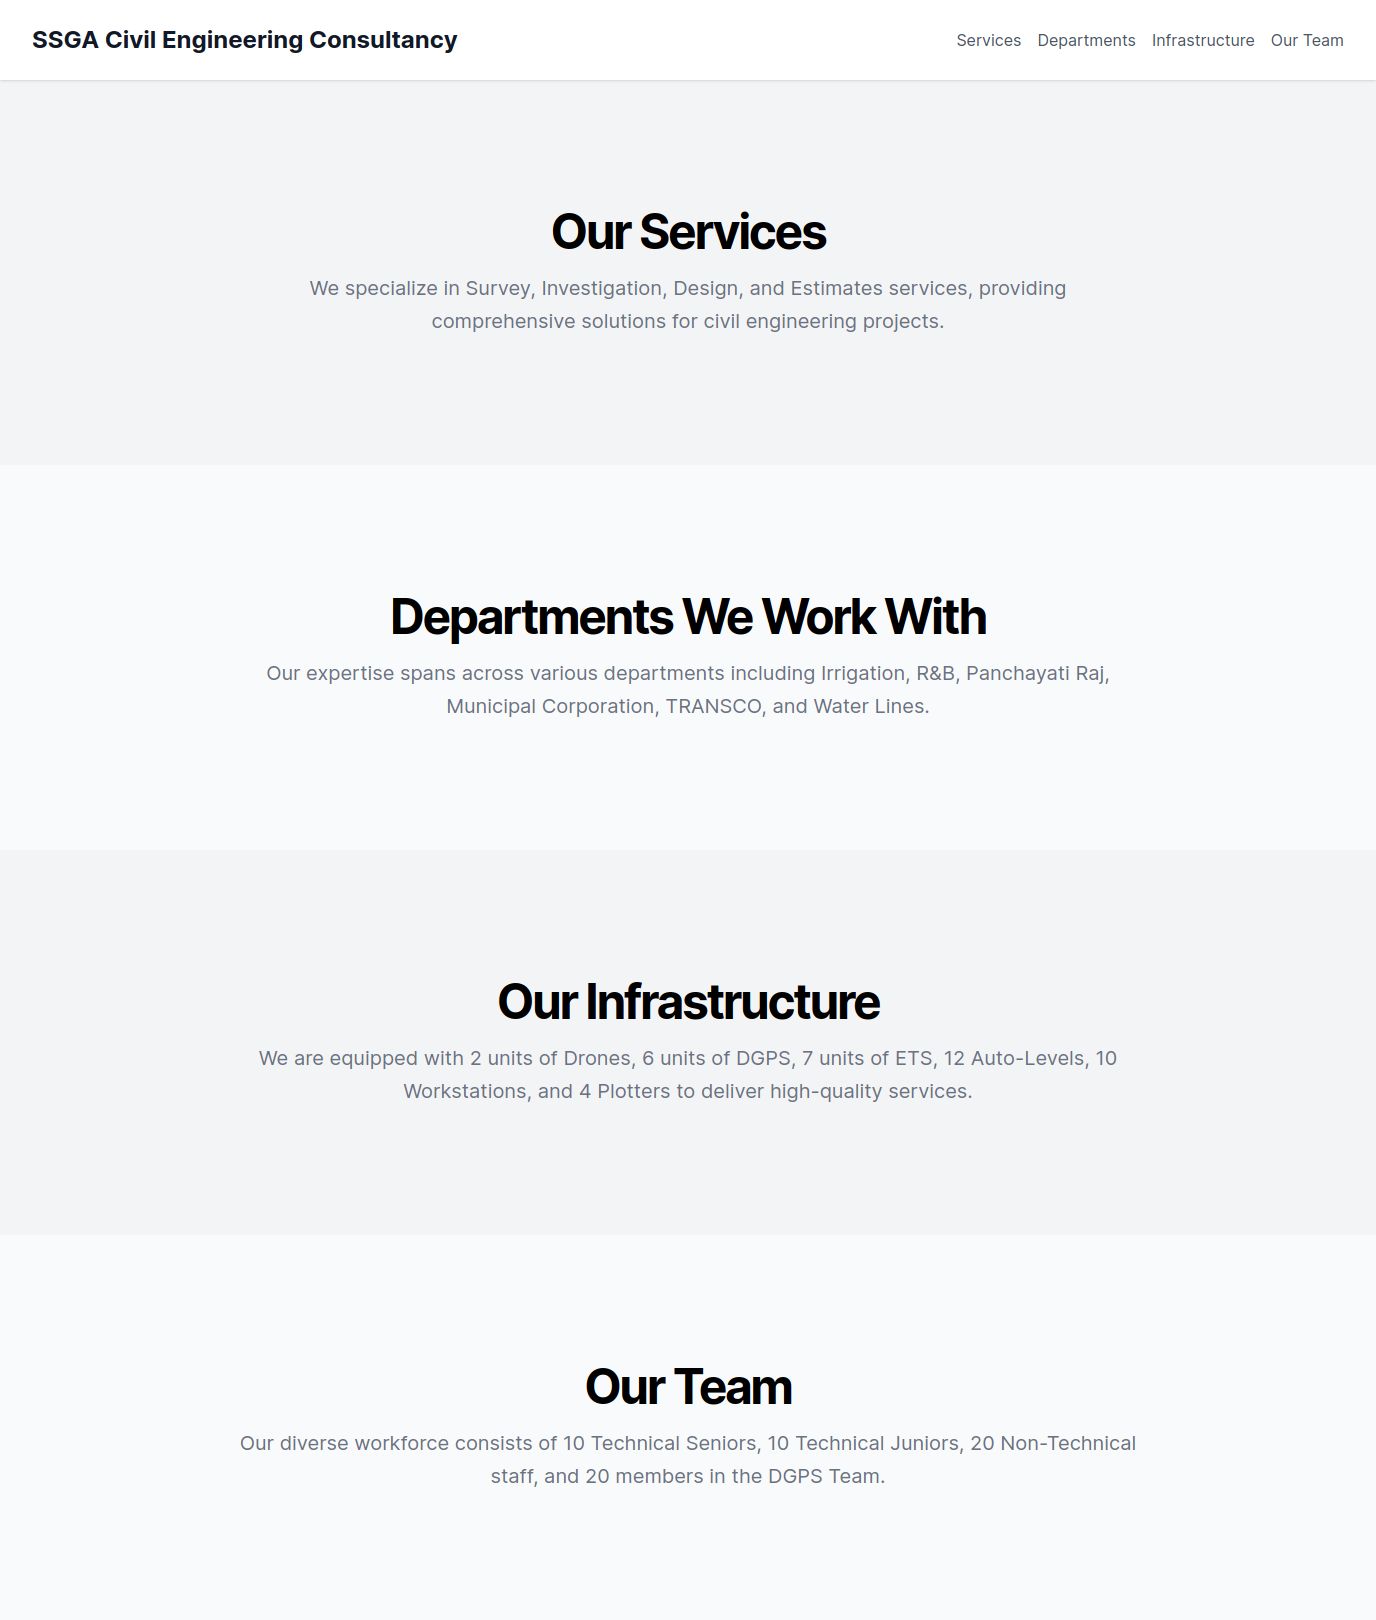 SSGA Civil Engineering Consultancy
Services Departments Infrastructure Our Team
Our Services
We specialize in Survey, Investigation, Design, and Estimates services, providing
comprehensive solutions for civil engineering projects.
Departments We Work With
Our expertise spans across various departments including Irrigation, R&B, Panchayati Raj,
Municipal Corporation, TRANSCO, and Water Lines.
Our Infrastructure
We are equipped with 2 units of Drones, 6 units of DGPS, 7 units of ETS, 12 Auto-Levels, 10
Workstations, and 4 Plotters to deliver high-quality services.
Our Team
Our diverse workforce consists of 10 Technical Seniors, 10 Technical Juniors, 20 Non-Technical
staff, and 20 members in the DGPS Team.